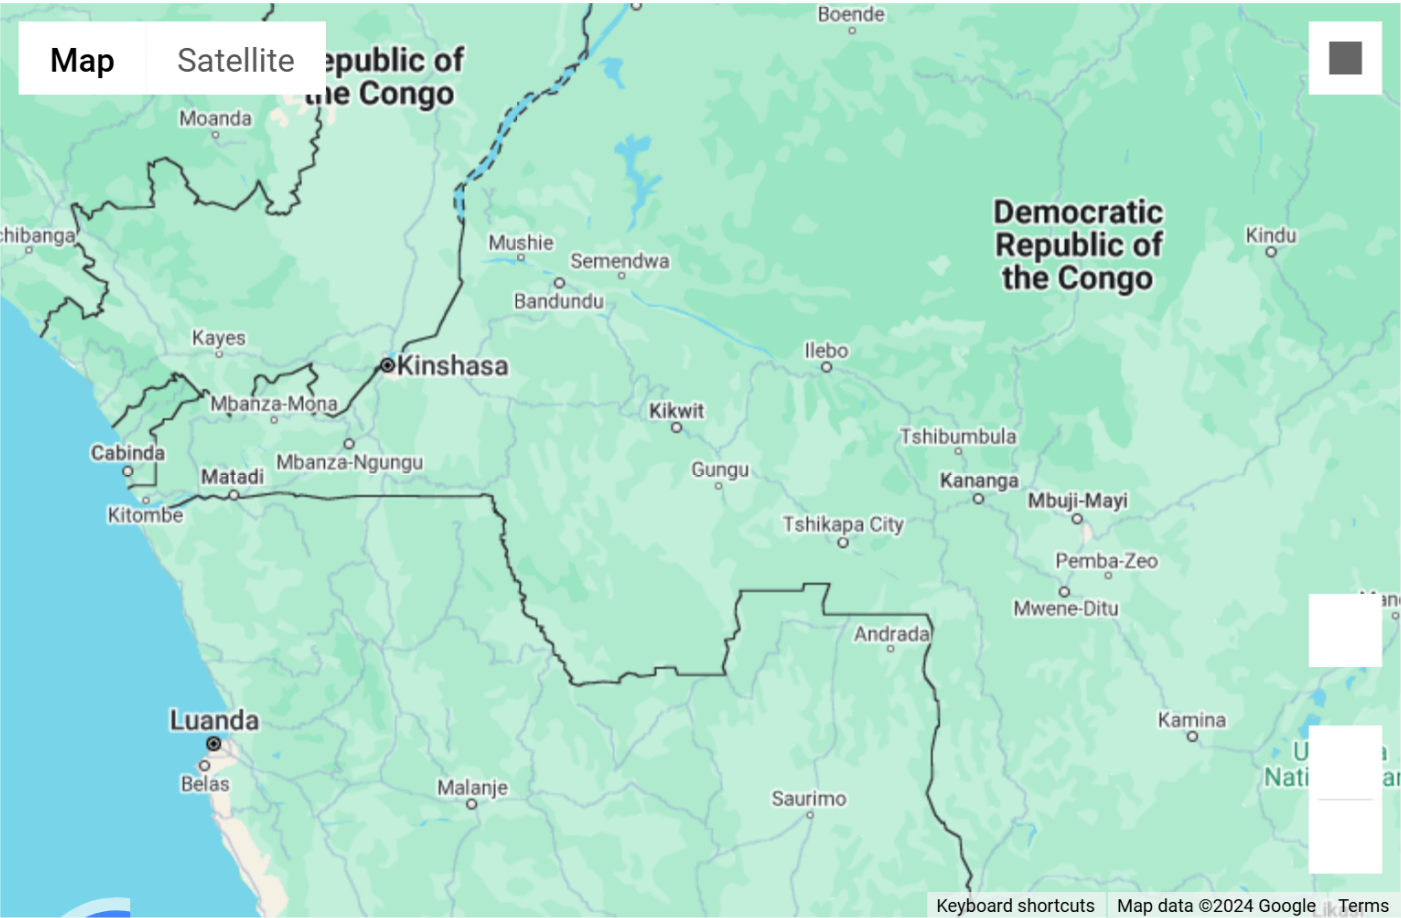 Boende
Map
Satellite
epublic of
the Congo
Moanda
chibanga
Mushie
Semendwa
Bandundu
Democratic
Republic of
the Congo
Kindu
Kayes
Kinshasa
Ilebo
Mbanza-Mona
Kikwit
Cabinda
Mbanza-Ngungu
Matadi
Kitombe
Gungu
Tshibumbula
Kananga
Mbuji-Mayi
Tshikapa City
Pemba-Zeo
Mwene-Ditu
Andrada
Luanda
Belas
Malanje
Saurimo
Kamina
Nati
Keyboard shortcuts
Map data ©2024 Google
Terms